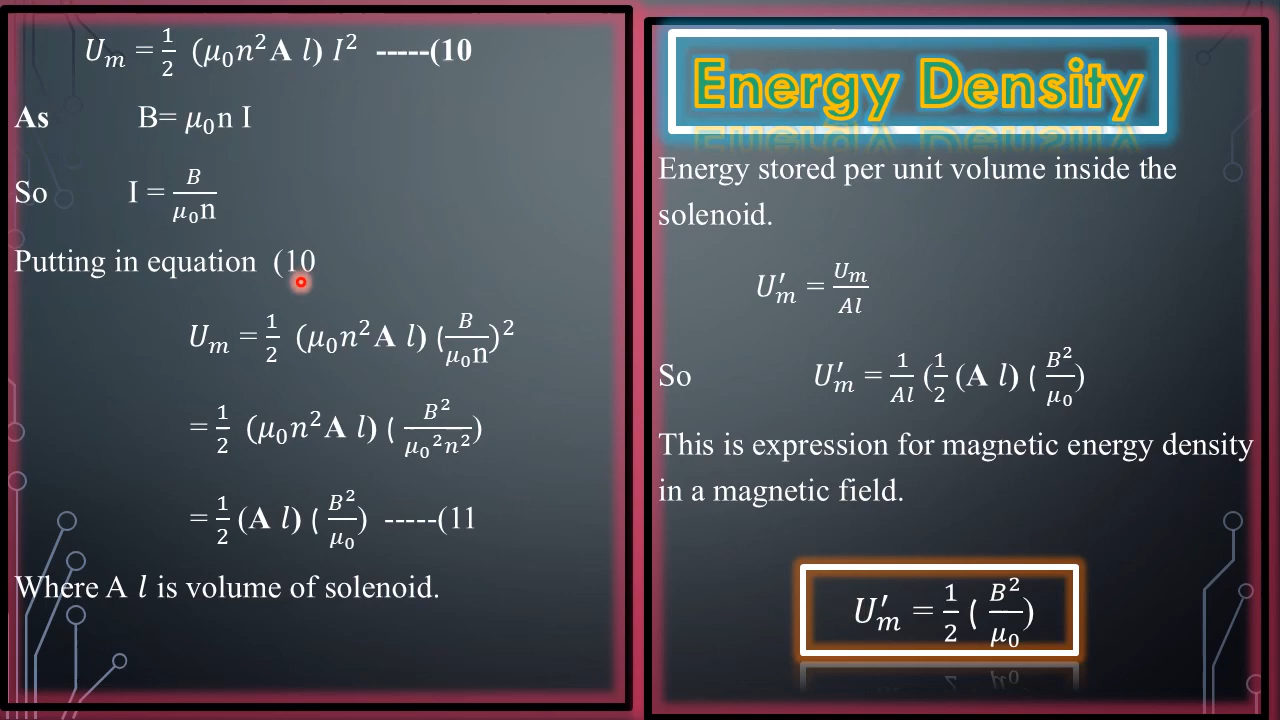 U_m = 1/2 (μ₀n²A l) I² -----(10
As B= μ₀n I
So I = B/μ₀n
Putting in equation (10
U_m = 1/2 (μ₀n²A l) (B/μ₀n)²
= 1/2 (μ₀n²A l) ( B²/μ₀²n²)
= 1/2 (A l) ( B²/μ₀) -----(11
Where A l is volume of solenoid.
Energy Density
Energy stored per unit volume inside the
solenoid.
U′_m = U_m/Al
So U′_m = 1/Al (1/2 (A l) ( B²/μ₀)
This is expression for magnetic energy density
in a magnetic field.
U′_m = 1/2 ( B²/μ₀)